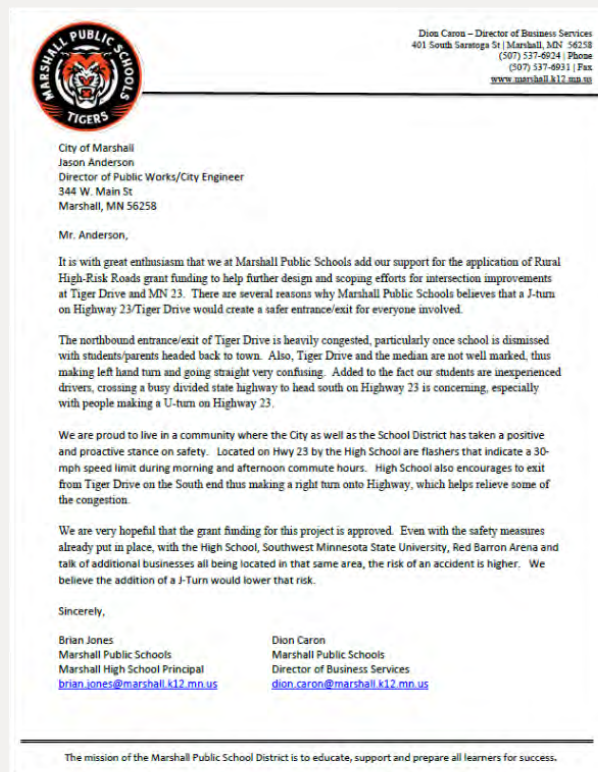 MARSHALL PUBLIC SCHOOLS
TIGERS
Dion Caron – Director of Business Services
401 South Saratoga St | Marshall, MN 56258
(507) 537-6924 | Phone
(507) 537-6931 | Fax
www.marshall.k12.mn.us
City of Marshall
Jason Anderson
Director of Public Works/City Engineer
344 W. Main St
Marshall, MN 56258
Mr. Anderson,
It is with great enthusiasm that we at Marshall Public Schools add our support for the application of Rural
High-Risk Roads grant funding to help further design and scoping efforts for intersection improvements
at Tiger Drive and MN 23. There are several reasons why Marshall Public Schools believes that a J-turn
on Highway 23/Tiger Drive would create a safer entrance/exit for everyone involved.
The northbound entrance/exit of Tiger Drive is heavily congested, particularly once school is dismissed
with students/parents headed back to town. Also, Tiger Drive and the median are not well marked, thus
making left hand turn and going straight very confusing. Added to the fact our students are inexperienced
drivers, crossing a busy divided state highway to head south on Highway 23 is concerning, especially
with people making a U-turn on Highway 23.
We are proud to live in a community where the City as well as the School District has taken a positive
and proactive stance on safety. Located on Hwy 23 by the High School are flashers that indicate a 30-
mph speed limit during morning and afternoon commute hours. High School also encourages to exit
from Tiger Drive on the South end thus making a right turn onto Highway, which helps relieve some of
the congestion.
We are very hopeful that the grant funding for this project is approved. Even with the safety measures
already put in place, with the High School, Southwest Minnesota State University, Red Barron Arena and
talk of additional businesses all being located in that same area, the risk of an accident is higher. We
believe the addition of a J-Turn would lower that risk.
Sincerely,
Brian Jones Dion Caron
Marshall Public Schools Marshall Public Schools
Marshall High School Principal Director of Business Services
brian.jones@marshall.k12.mn.us dion.caron@marshall.k12.mn.us
The mission of the Marshall Public School District is to educate, support and prepare all learners for success.